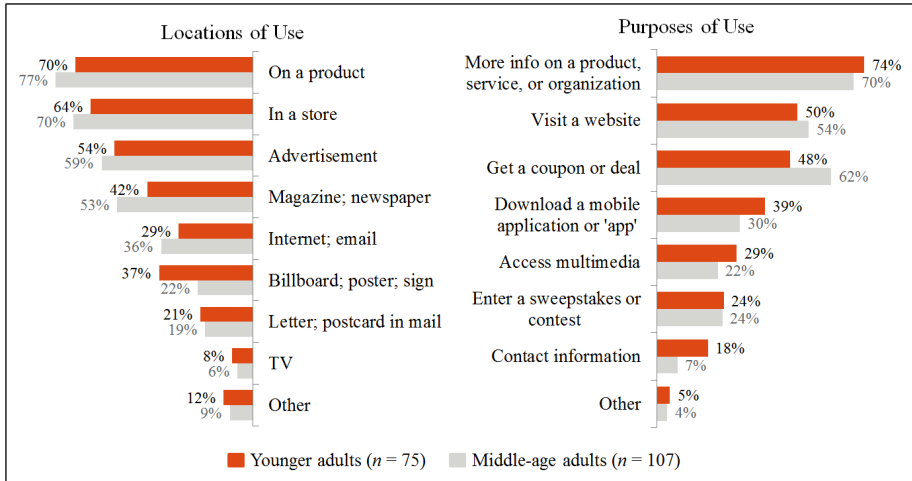 Locations of Use
70%
77%
On a product
64%
70%
In a store
54%
59%
Advertisement
42%
53%
Magazine; newspaper
29%
36%
Internet; email
37%
22%
Billboard; poster; sign
21%
19%
Letter; postcard in mail
8%
6%
TV
12%
9%
Other
Purposes of Use
More info on a product,
service, or organization
74%
70%
Visit a website
50%
54%
Get a coupon or deal
48%
62%
Download a mobile
application or 'app'
39%
30%
Access multimedia
29%
22%
Enter a sweepstakes or
contest
24%
24%
Contact information
18%
7%
Other
5%
4%
Younger adults (n = 75)
Middle-age adults (n = 107)